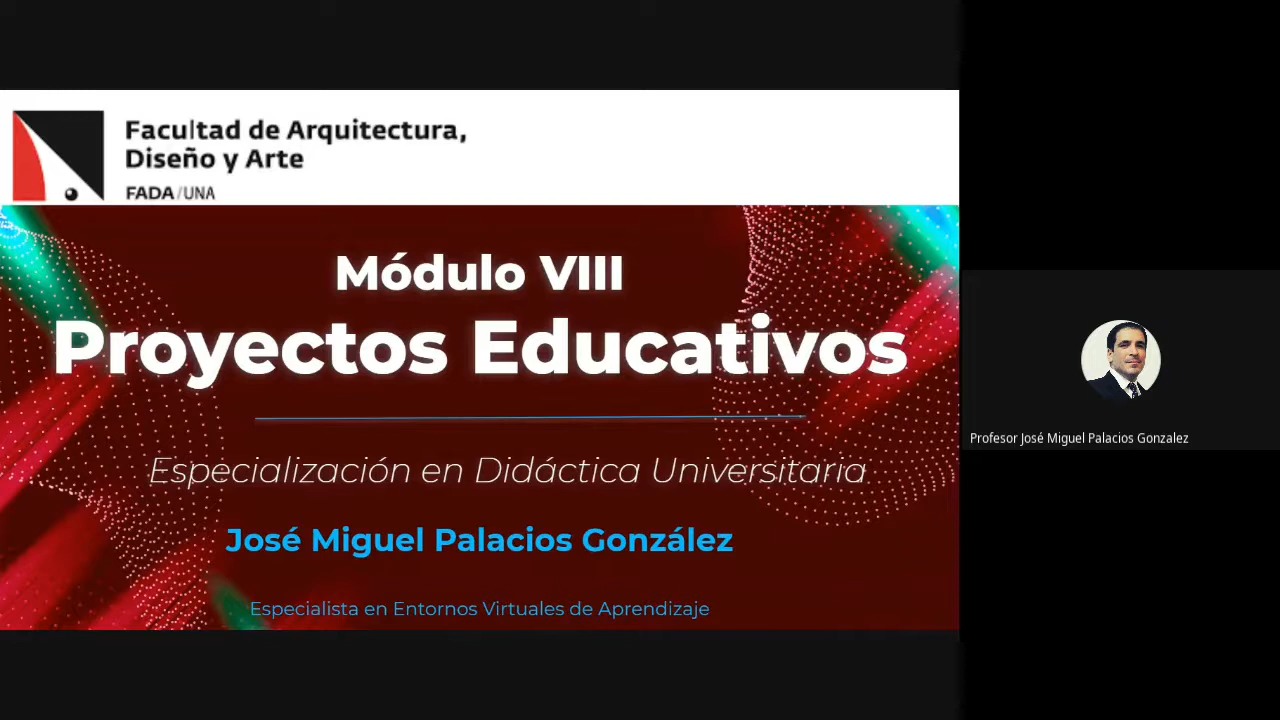 Facultad de Arquitectura,
Diseño y Arte
FADA/UNA
Módulo VIII
Proyectos Educativos
Especialización en Didáctica Universitaria
José Miguel Palacios González
Especialista en Entornos Virtuales de Aprendizaje
Profesor José Miguel Palacios Gonzalez